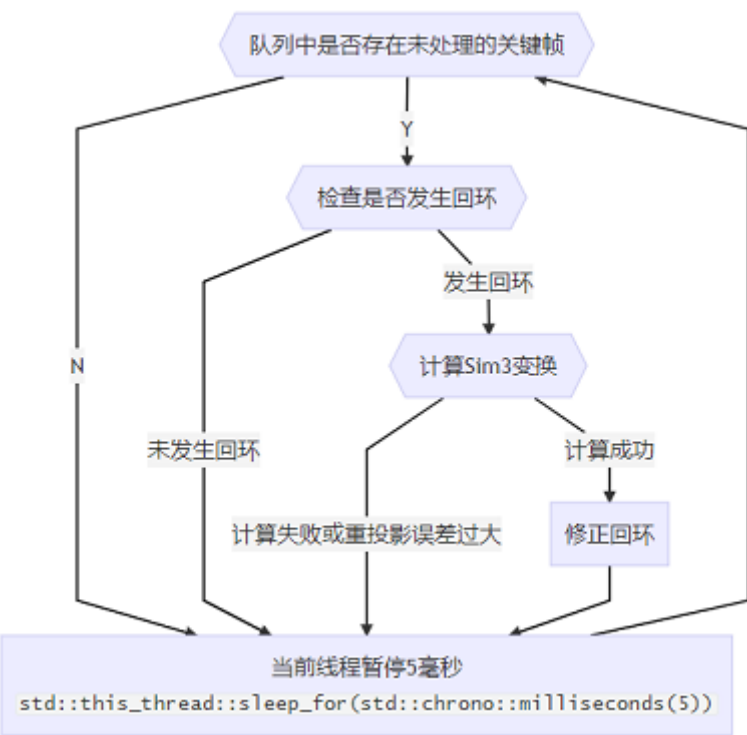 队列中是否存在未处理的关键帧
Y
检查是否发生回环
发生回环
计算Sim3变换
N
未发生回环
计算成功
计算失败或重投影误差过大
修正回环
当前线程暂停5毫秒
std::this_thread::sleep_for(std::chrono::milliseconds(5))